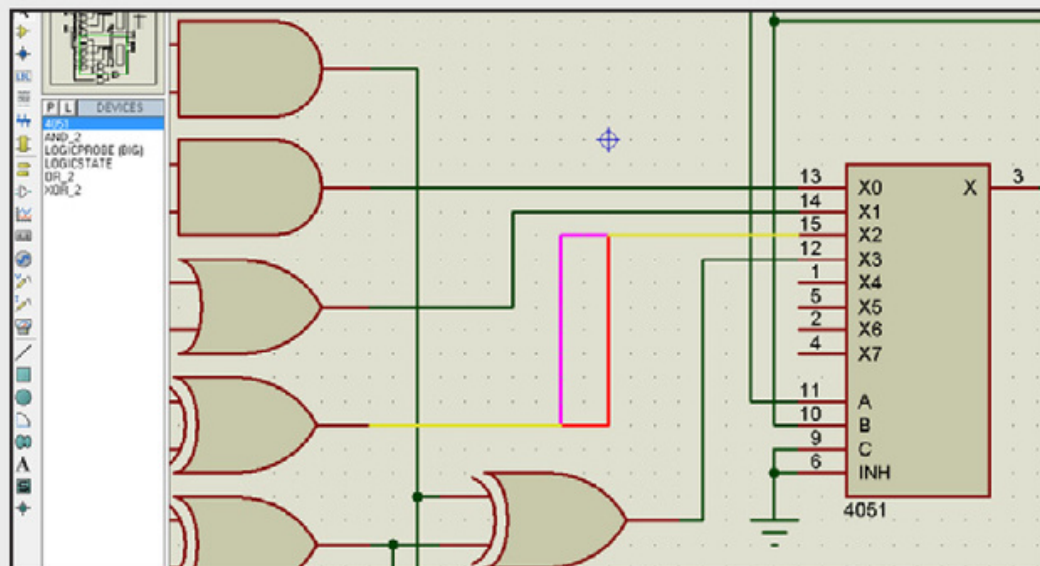 P L DEVICES
4051
AND_2
LOGICPROBE (BIG)
LOGICSTATE
OR_2
XOR_2
13 X0 X 3
14 X1
15 X2
12 X3
1 X4
5 X5
2 X6
4 X7
11 A
10 B
9 C
6 INH
4051
A